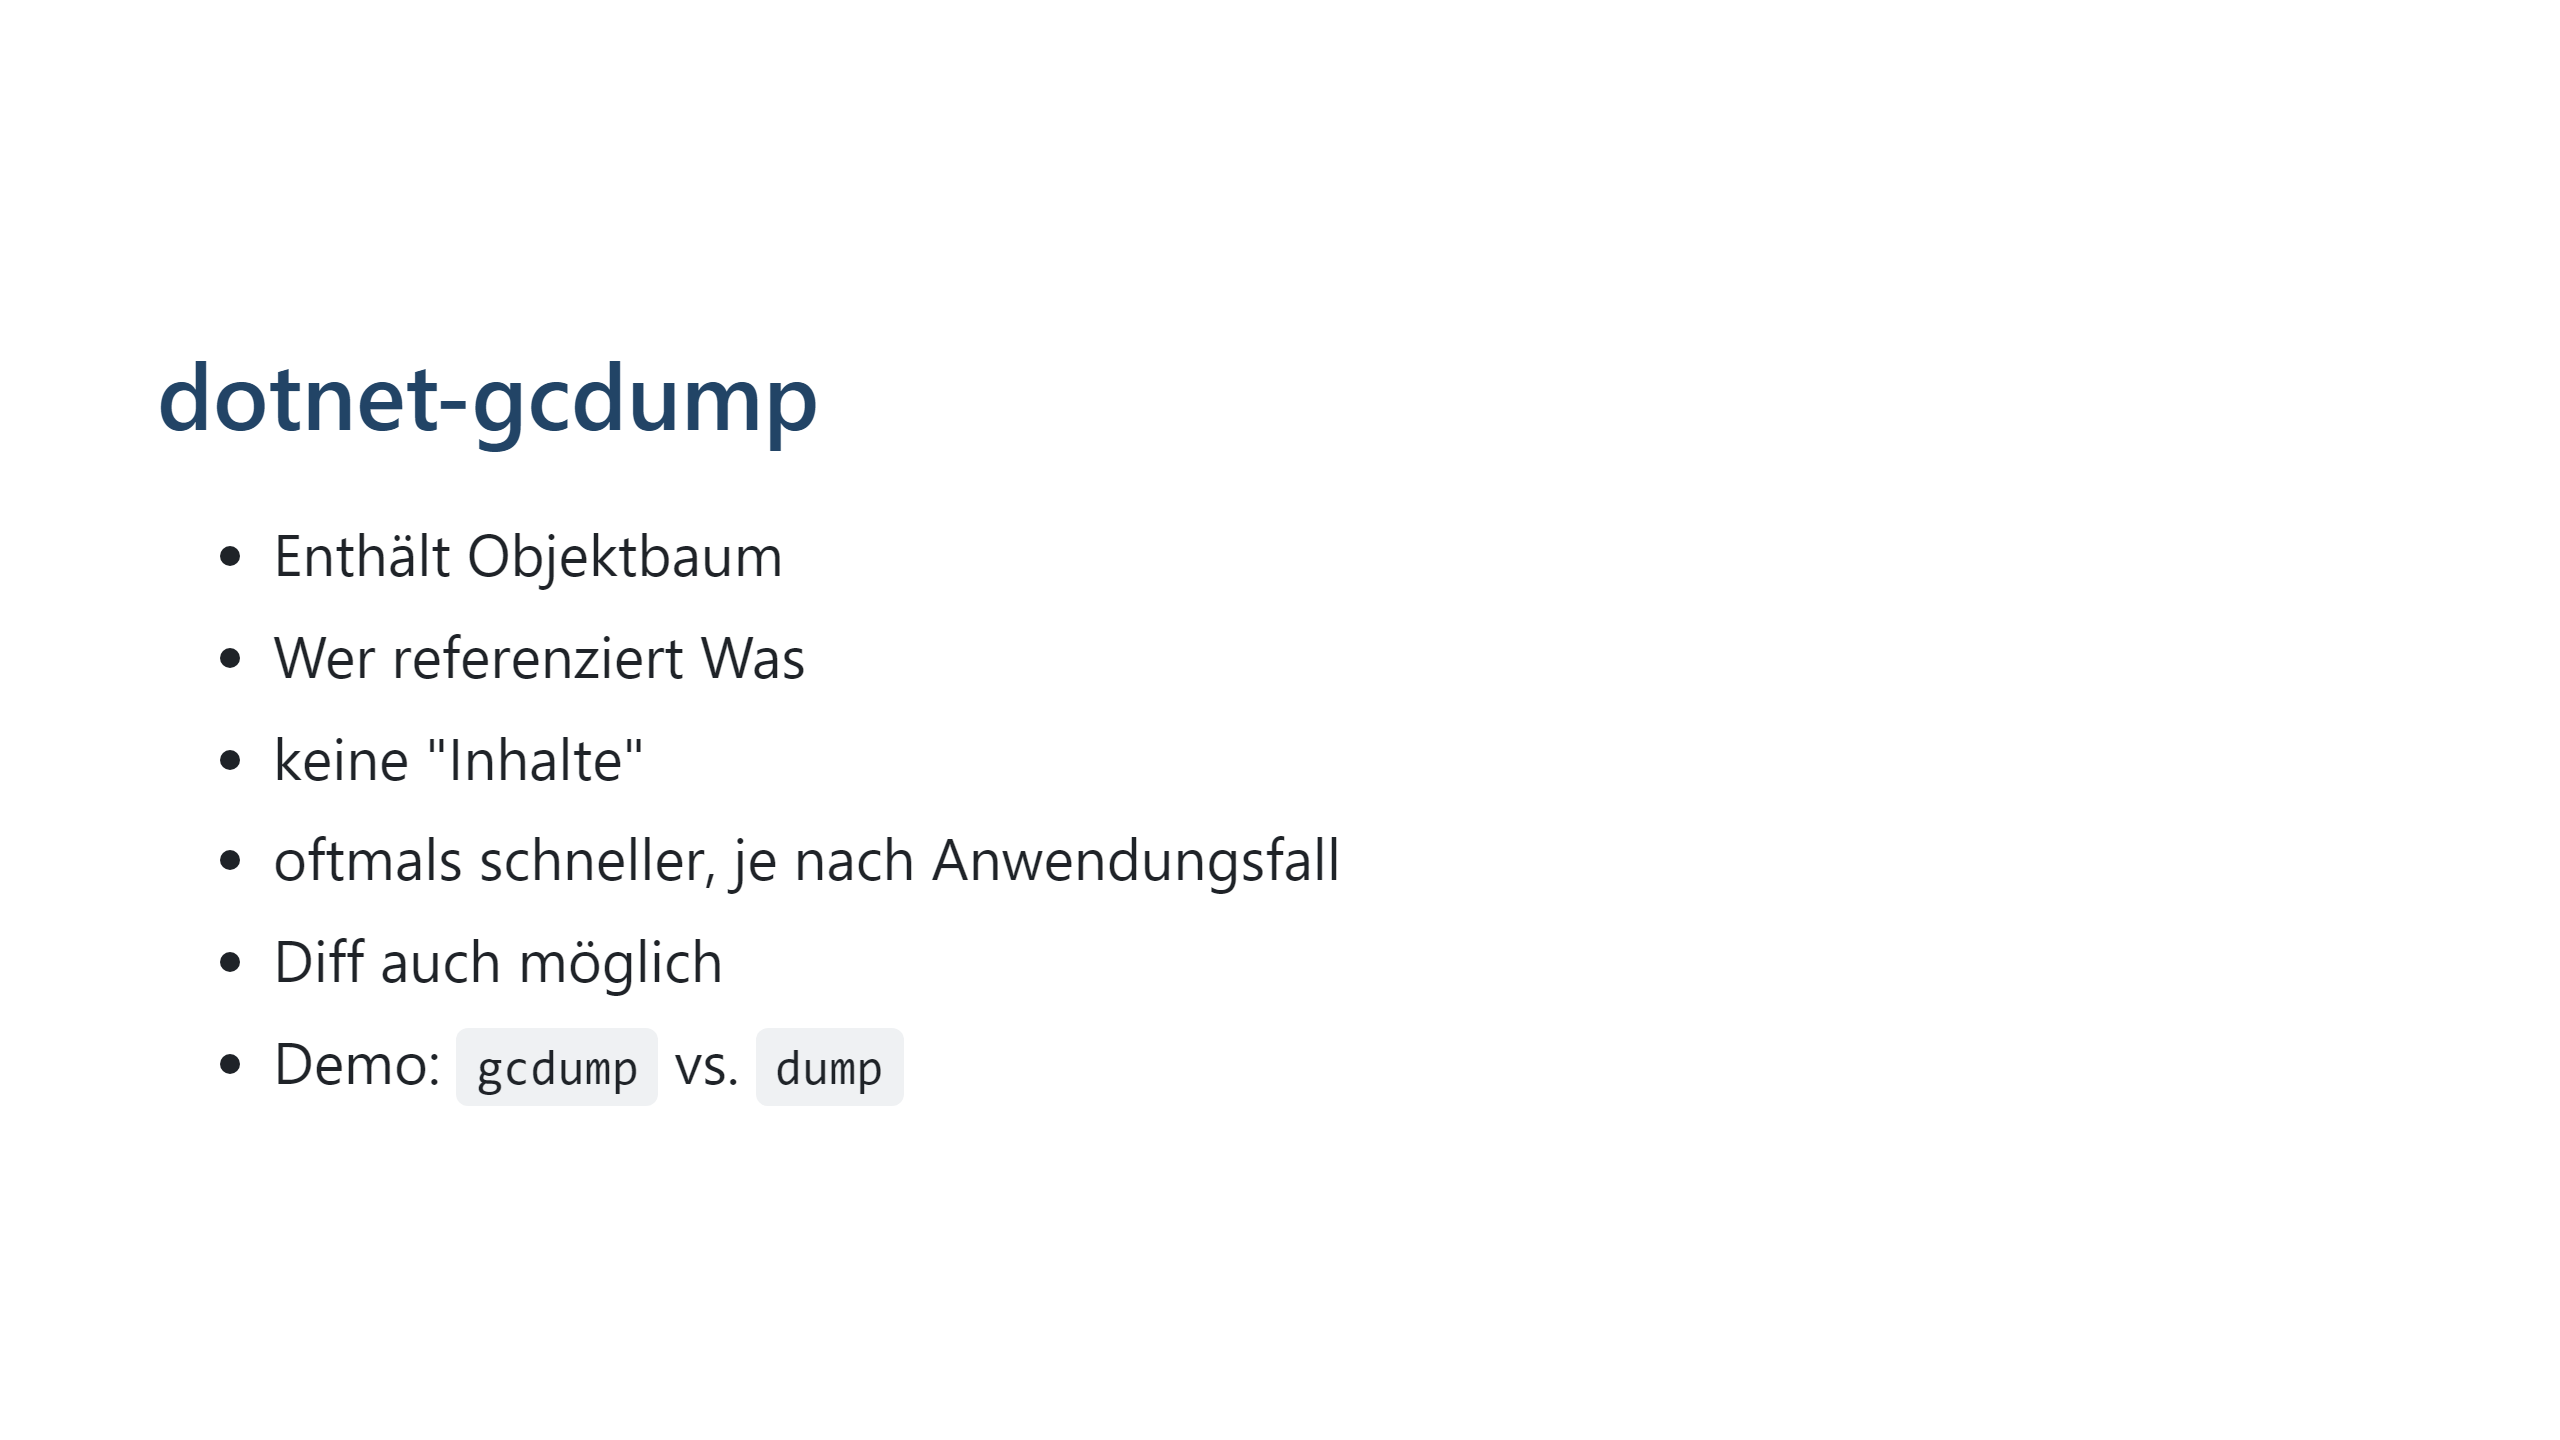 dotnet-gcdump
Enthält Objektbaum
Wer referenziert Was
keine "Inhalte"
oftmals schneller, je nach Anwendungsfall
Diff auch möglich
Demo: gcdump vs. dump